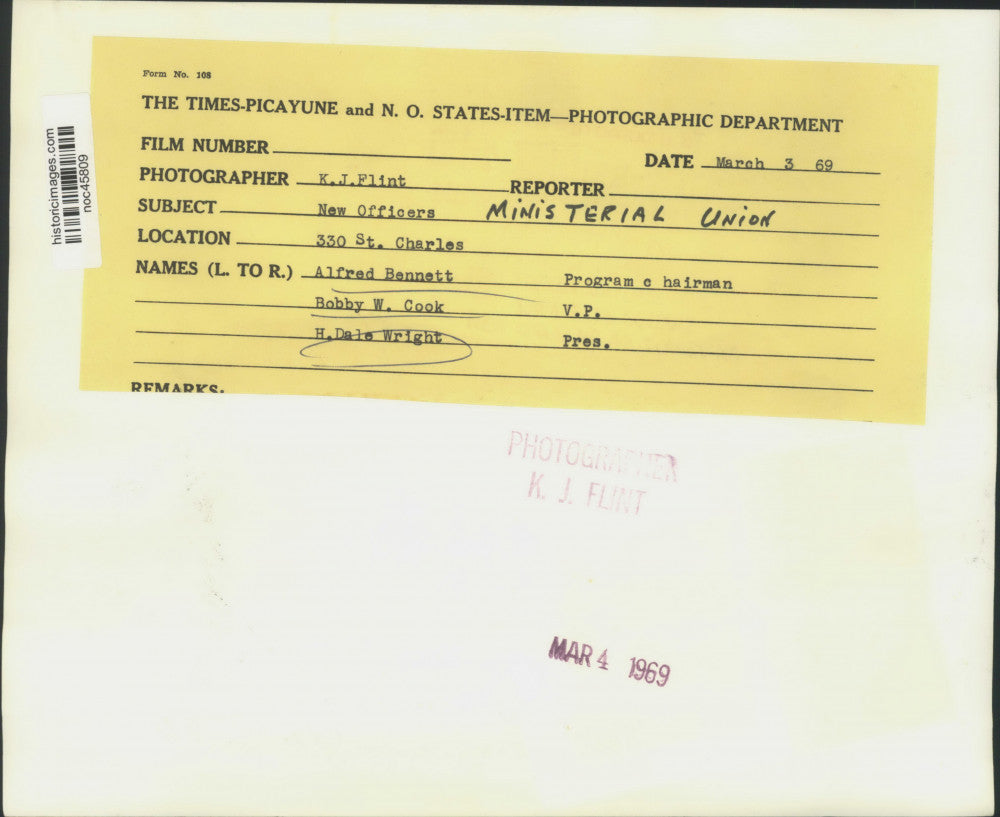 Form No. 108
THE TIMES-PICAYUNE and N. O. STATES-ITEM—PHOTOGRAPHIC DEPARTMENT
FILM NUMBER
DATE March 3 69
PHOTOGRAPHER K.J.Flint REPORTER
SUBJECT New Officers MINISTERIAL UNION
LOCATION 330 St. Charles
NAMES (L. TO R.) Alfred Bennett Program c hairman
Bobby W. Cook V.P.
H.Dale Wright Pres.
REMARKS:
historicimages.com
noc45809
PHOTOGRAPHER
K. J. FLINT
MAR 4 1969